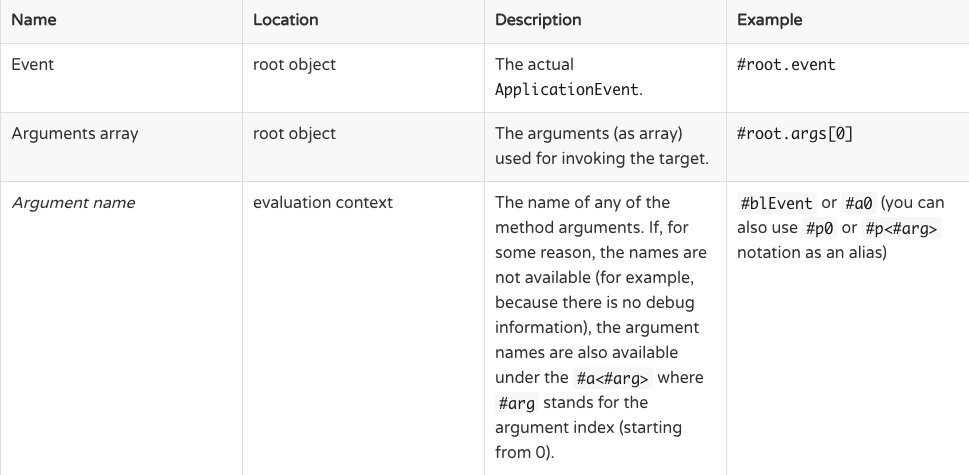 Name Location Description Example
Event root object The actual #root.event
ApplicationEvent.
Arguments array root object The arguments (as array) #root.args[0]
used for invoking the target.
Argument name evaluation context The name of any of the #blEvent or #a0 (you can
method arguments. If, for also use #p0 or #p<#arg>
some reason, the names are notation as an alias)
not available (for example,
because there is no debug
information), the argument
names are also available
under the #a<#arg> where
#arg stands for the
argument index (starting
from 0).